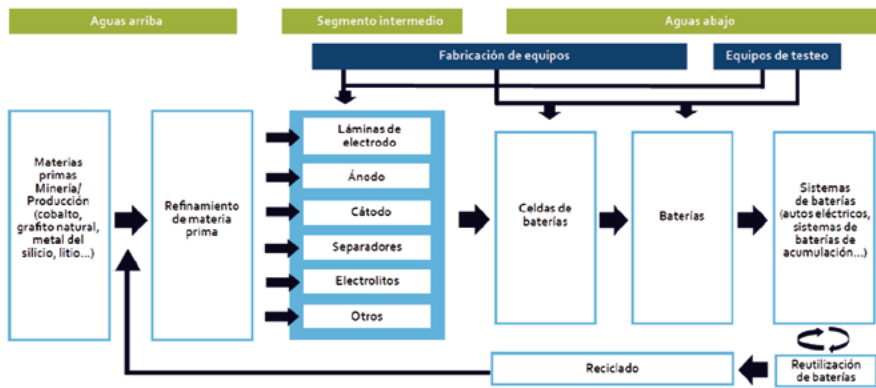 Aguas arriba
Segmento intermedio
Aguas abajo
Fabricación de equipos
Equipos de testeo
Materias
primas
Minería/
Producción
(cobalto,
grafito natural,
metal del
silicio, litio...)
Refinamiento
de materia
prima
Láminas de
electrodo
Ánodo
Cátodo
Separadores
Electrolitos
Otros
Celdas de
baterías
Baterías
Sistemas
de baterías
(autos eléctricos,
sistemas de
baterías de
acumulación...)
Reciclado
Reutilización
de baterías